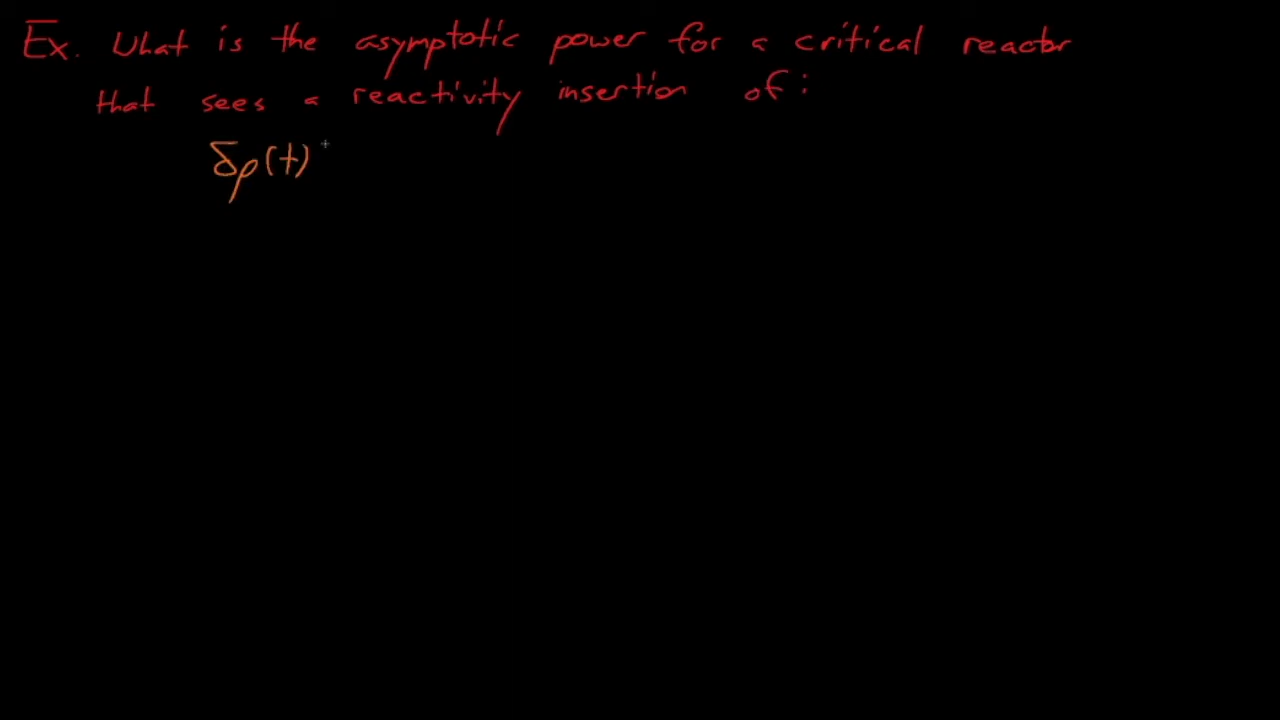 Ex. What is the asymptotic power for a critical reactor
that sees a reactivity insertion of:
δρ(t)